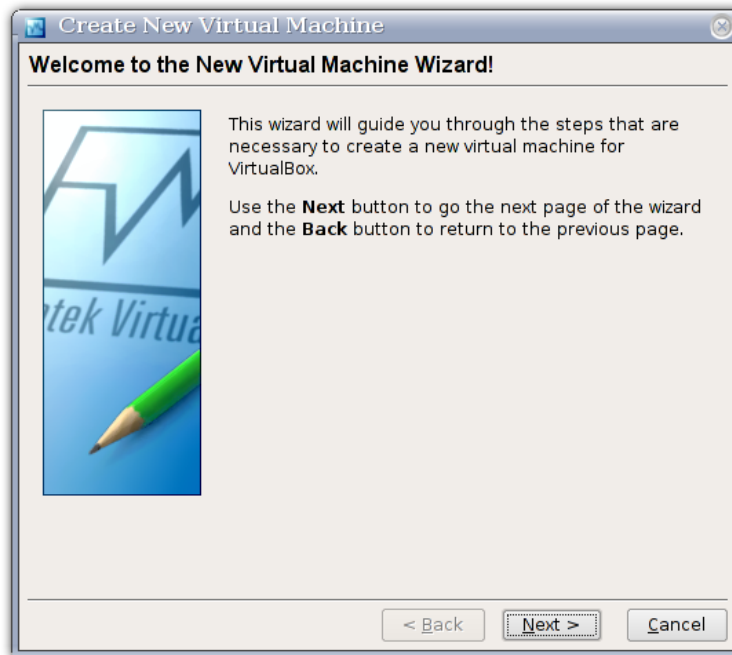 Create New Virtual Machine
Welcome to the New Virtual Machine Wizard!
This wizard will guide you through the steps that are
necessary to create a new virtual machine for
VirtualBox.
Use the Next button to go the next page of the wizard
and the Back button to return to the previous page.
tek Virtua
< Back
Next >
Cancel